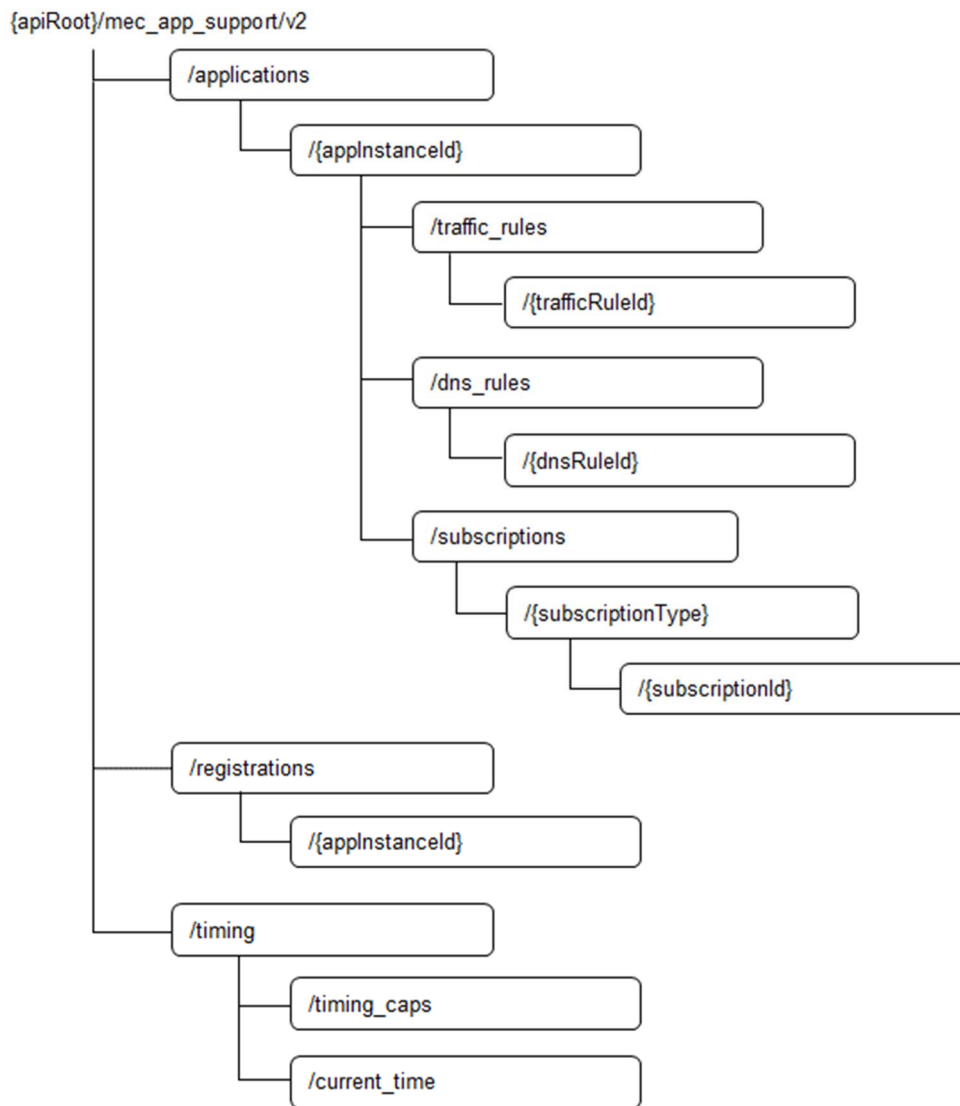 {apiRoot}/mec_app_support/v2
/applications
/{appInstanceId}
/traffic_rules
/{trafficRuleId}
/dns_rules
/{dnsRuleId}
/subscriptions
/{subscriptionType}
/{subscriptionId}
/registrations
/{appInstanceId}
/timing
/timing_caps
/current_time